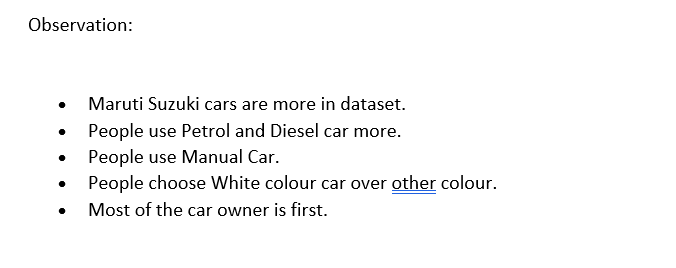 Observation:
• Maruti Suzuki cars are more in dataset.
• People use Petrol and Diesel car more.
• People use Manual Car.
• People choose White colour car over other colour.
• Most of the car owner is first.